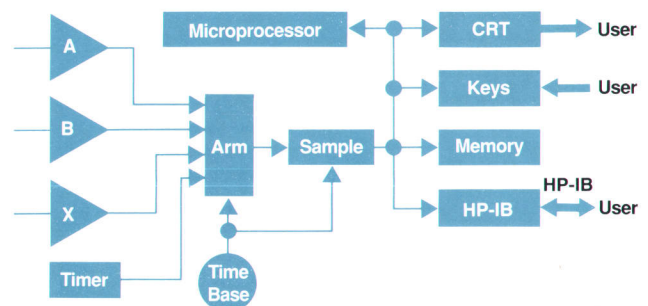 A
B
X
Timer
Arm
Time
Base
Sample
Microprocessor
CRT
User
Keys
User
Memory
HP-IB
HP-IB
User